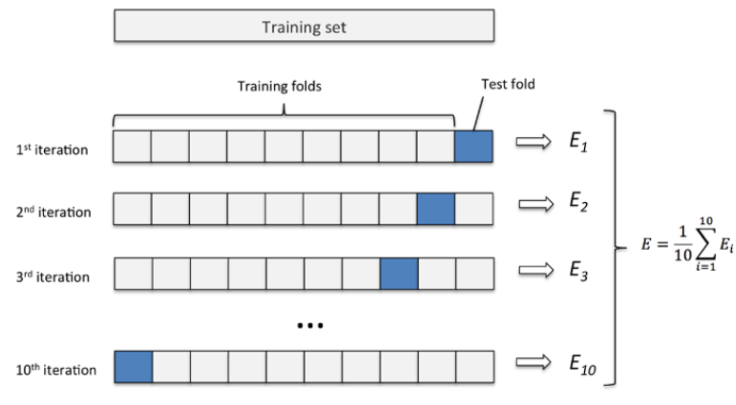 Training set
Training folds
Test fold
1st iteration
E1
2nd iteration
E2
3rd iteration
E3
E = 1/10 10∑i=1 Ei
...
10th iteration
E10